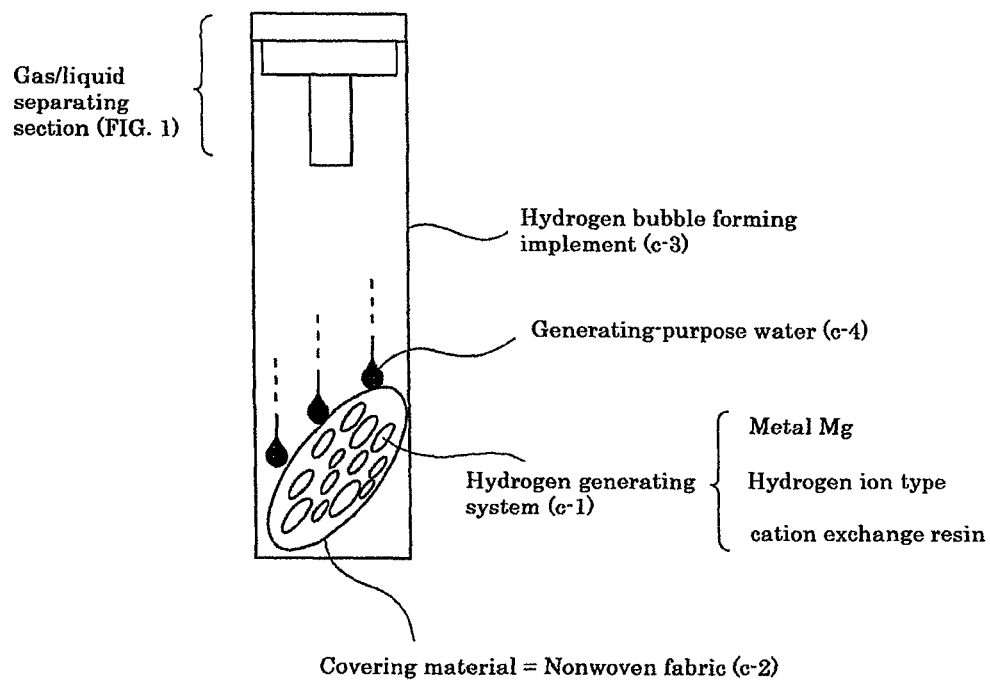 Gas/liquid
separating
section (FIG. 1)
Hydrogen bubble forming
implement (c-3)
Generating-purpose water (c-4)
Hydrogen generating
system (c-1)
Metal Mg
Hydrogen ion type
cation exchange resin
Covering material = Nonwoven fabric (c-2)